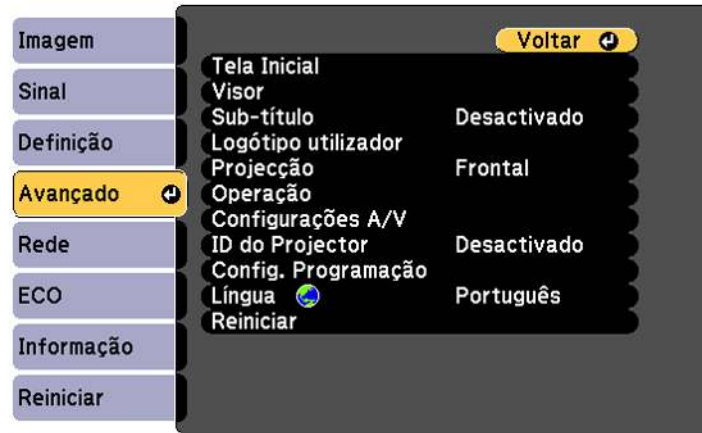 Imagem
Sinal
Definição
Avançado
Rede
ECO
Informação
Reiniciar
Voltar
Tela Inicial
Visor
Sub-título Desactivado
Logótipo utilizador
Projecção Frontal
Operação
Configurações A/V
ID do Projector Desactivado
Config. Programação
Língua Português
Reiniciar